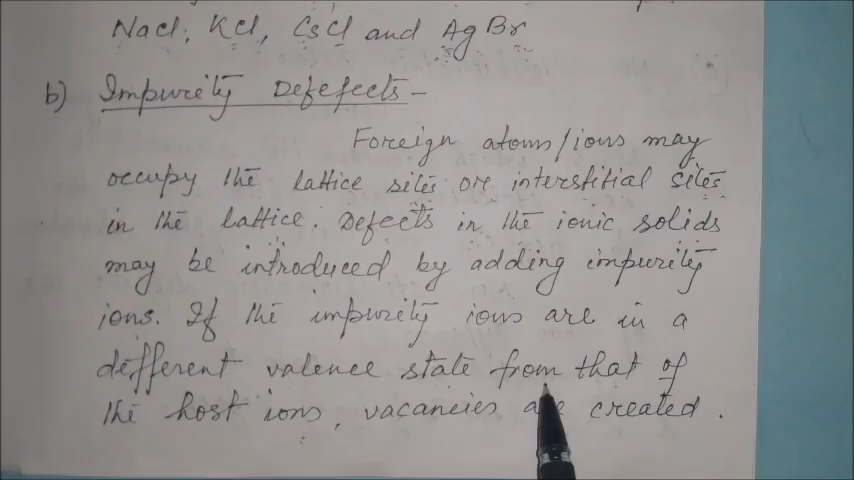 NaCl, KCl, CsCl and AgBr
b) Impurity Defefects -
Foreign atoms/ions may
occupy the lattice sites or interstitial sites
in the lattice. Defects in the ionic solids
may be introduced by adding impurity
ions. If the impurity ions are in a
different valence state from that of
the host ions, vacancies are created.